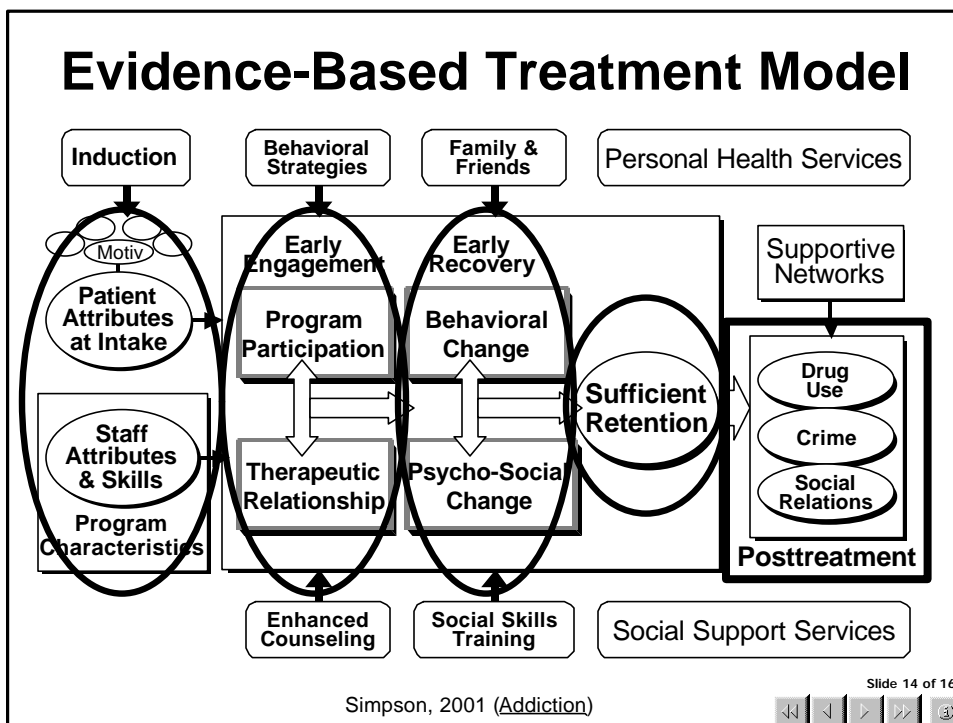 Evidence-Based Treatment Model
Induction
Behavioral
Strategies
Family &
Friends
Personal Health Services
Motiv
Patient
Attributes
at Intake
Staff
Attributes
& Skills
Program
Characteristics
Early
Engagement
Program
Participation
Therapeutic
Relationship
Early
Recovery
Behavioral
Change
Psycho-Social
Change
Sufficient
Retention
Supportive
Networks
Drug
Use
Crime
Social
Relations
Posttreatment
Enhanced
Counseling
Social Skills
Training
Social Support Services
Simpson, 2001 (Addiction)
Slide 14 of 16